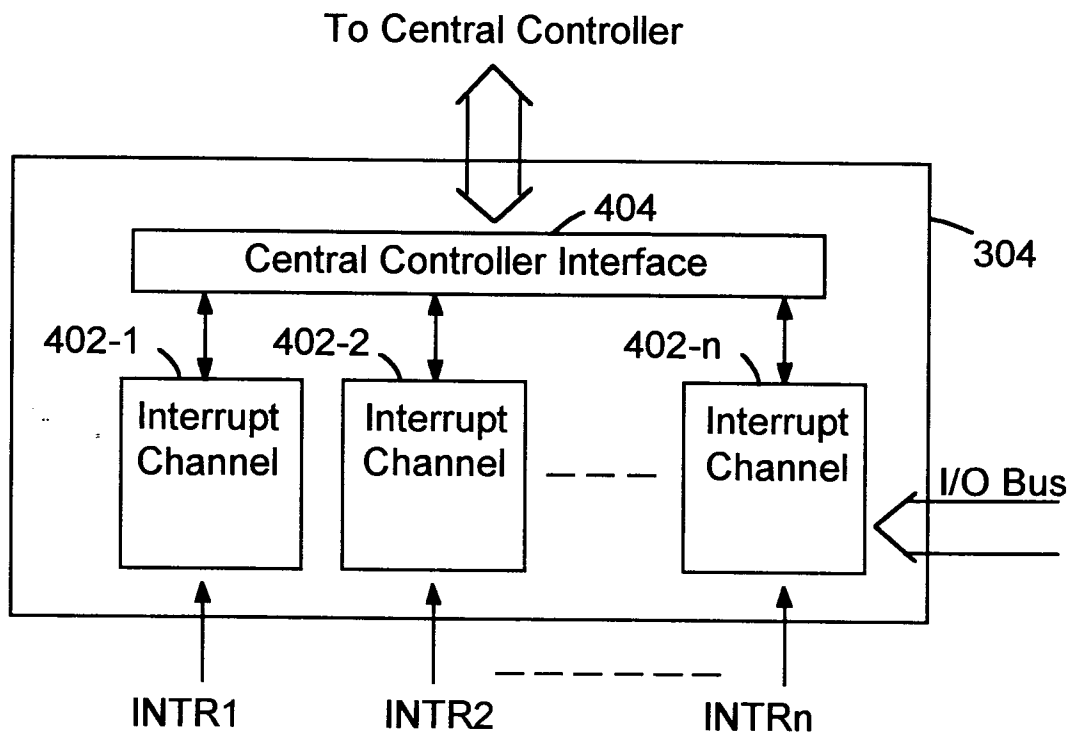 To Central Controller
404
304
Central Controller Interface
402-1
402-2
402-n
Interrupt
Channel
Interrupt
Channel
Interrupt
Channel
I/O Bus
INTR1
INTR2
INTRn